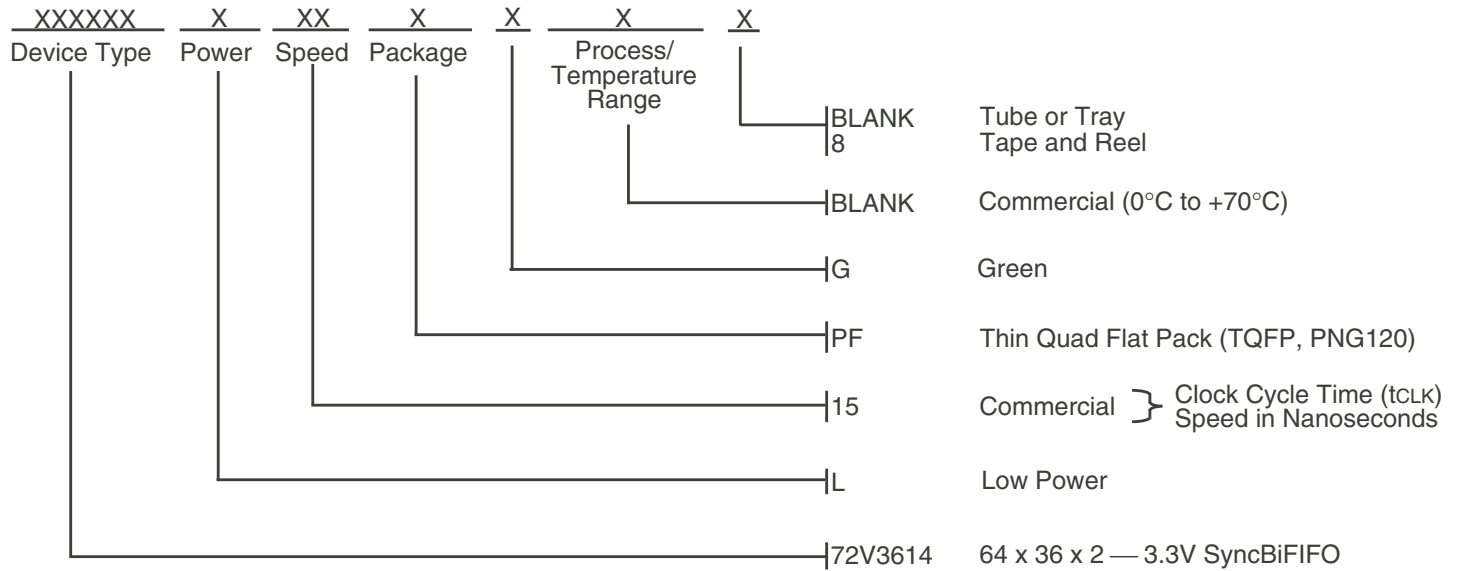 XXXXXX X XX X X X X
Device Type Power Speed Package Process/
Temperature
Range
BLANK Tube or Tray
8 Tape and Reel
BLANK Commercial (0°C to +70°C)
G Green
PF Thin Quad Flat Pack (TQFP, PNG120)
15 Commercial Clock Cycle Time (tCLK)
Speed in Nanoseconds
L Low Power
72V3614 64 x 36 x 2 — 3.3V SyncBiFIFO